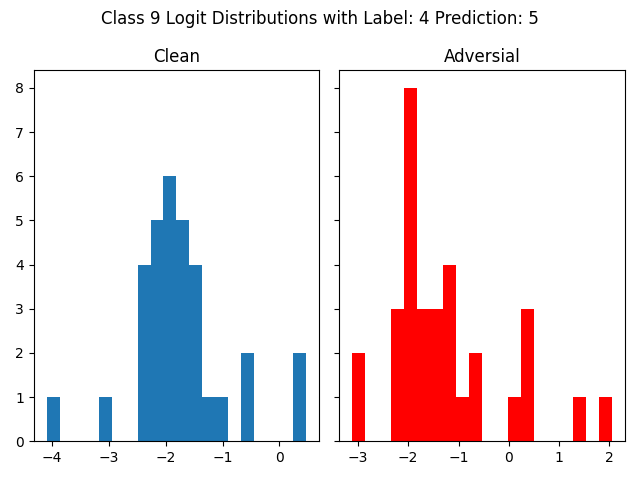 Class 9 Logit Distributions with Label: 4 Prediction: 5
Clean
Adversial
8
7
6
5
4
3
2
1
0
−4 −3 −2 −1 0
−3 −2 −1 0 1 2